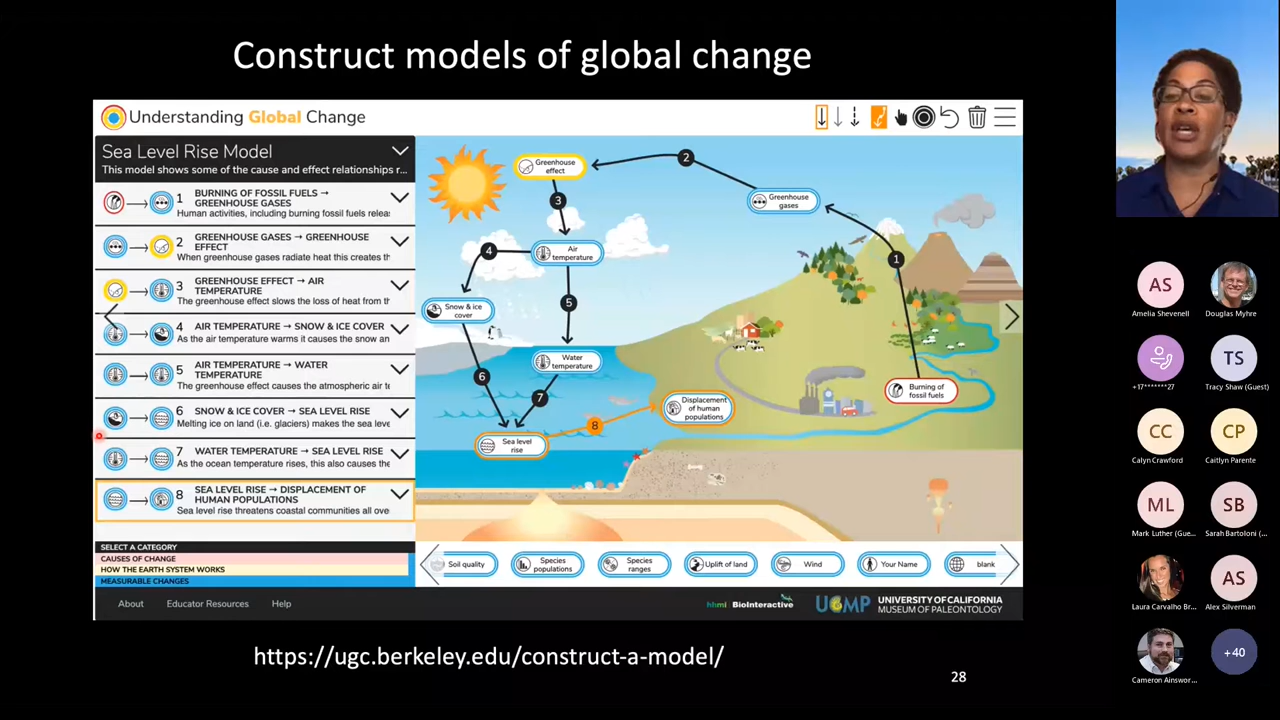 Construct models of global change
Understanding Global Change
Sea Level Rise Model
This model shows some of the cause and effect relationships r...
1 BURNING OF FOSSIL FUELS →
GREENHOUSE GASES
Human activities, including burning fossil fuels relea
2 GREENHOUSE GASES → GREENHOUSE
EFFECT
When greenhouse gases radiate heat this creates th
3 GREENHOUSE EFFECT → AIR
TEMPERATURE
The greenhouse effect slows the loss of heat from th
4 AIR TEMPERATURE → SNOW & ICE COVER
As the air temperature warms it causes the snow an
5 AIR TEMPERATURE → WATER
TEMPERATURE
The greenhouse effect causes the atmospheric air te
6 SNOW & ICE COVER → SEA LEVEL RISE
Melting ice on land (i.e. glaciers) makes the sea leve
7 WATER TEMPERATURE → SEA LEVEL RISE
As the ocean temperature rises, this also causes the
8 SEA LEVEL RISE → DISPLACEMENT OF
HUMAN POPULATIONS
Sea level rise threatens coastal communities all ove
SELECT A CATEGORY
CAUSES OF CHANGE
HOW THE EARTH SYSTEM WORKS
MEASURABLE CHANGES
Greenhouse
effect
2
Greenhouse
gases
3
4
Air
temperature
1
Snow & ice
cover
5
Water
temperature
6
7
Burning of
fossil fuels
Displacement
of human
populations
8
Sea level
rise
Soil quality
Species
populations
Species
ranges
Uplift of land
Wind
Your Name
blank
About
Educator Resources
Help
hhmi BioInteractive
UCMP
UNIVERSITY OF CALIFORNIA
MUSEUM OF PALEONTOLOGY
https://ugc.berkeley.edu/construct-a-model/
28
AS
Amelia Shevenell
Douglas Myhre
+17*******27
TS
Tracy Shaw (Guest)
CC
Calyn Crawford
CP
Caitlyn Parente
ML
Mark Luther (Gue...
SB
Sarah Bartoloni (...
Laura Carvalho Br...
AS
Alex Silverman
Cameron Ainswor...
+40